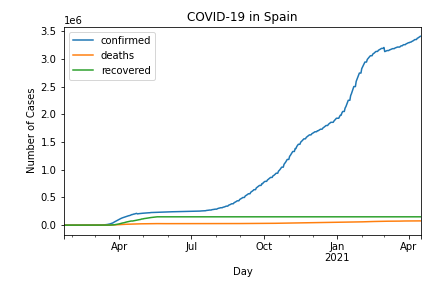 COVID-19 in Spain
1e6
confirmed
deaths
recovered
3.5
3.0
2.5
2.0
1.5
1.0
0.5
0.0
Number of Cases
Apr
Jul
Oct
Jan
2021
Apr
Day